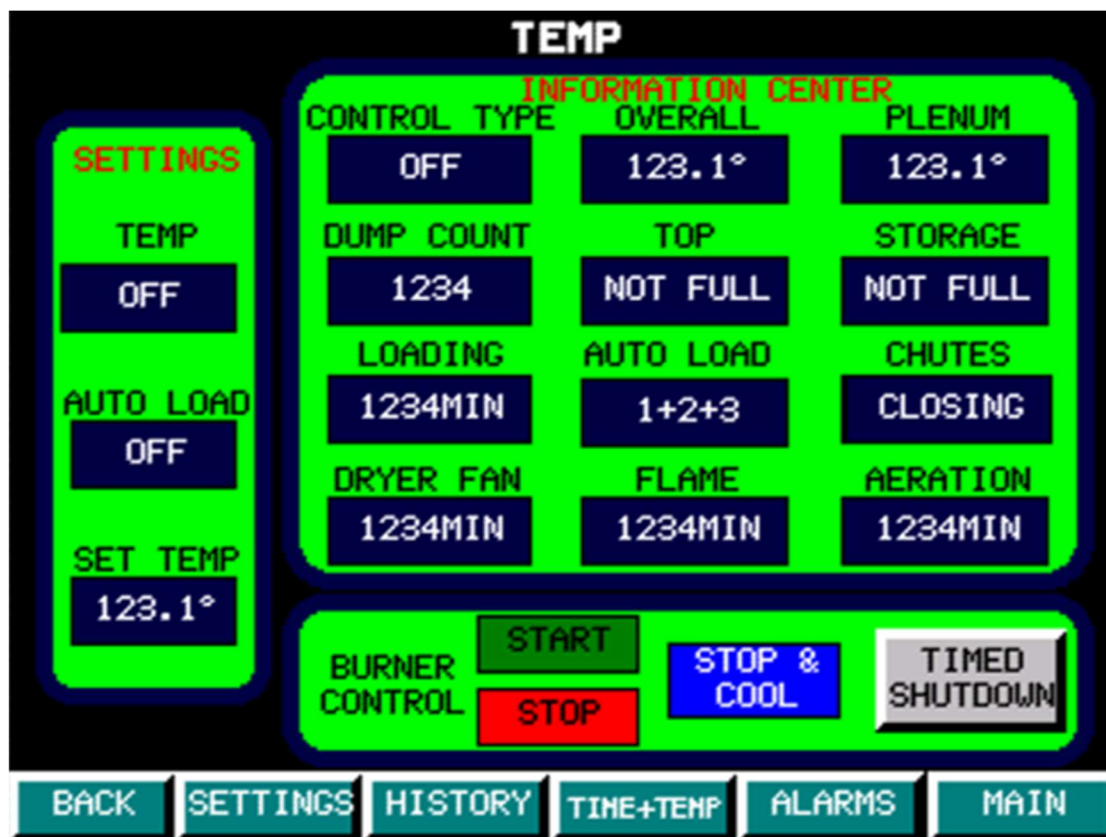 TEMP
SETTINGS
TEMP
OFF
AUTO LOAD
OFF
SET TEMP
123.1°
INFORMATION CENTER
CONTROL TYPE OVERALL PLENUM
OFF 123.1° 123.1°
DUMP COUNT TOP STORAGE
1234 NOT FULL NOT FULL
LOADING AUTO LOAD CHUTES
1234MIN 1+2+3 CLOSING
DRYER FAN FLAME AERATION
1234MIN 1234MIN 1234MIN
BURNER
CONTROL
START
STOP
STOP &
COOL
TIMED
SHUTDOWN
BACK SETTINGS HISTORY TIME+TEMP ALARMS MAIN